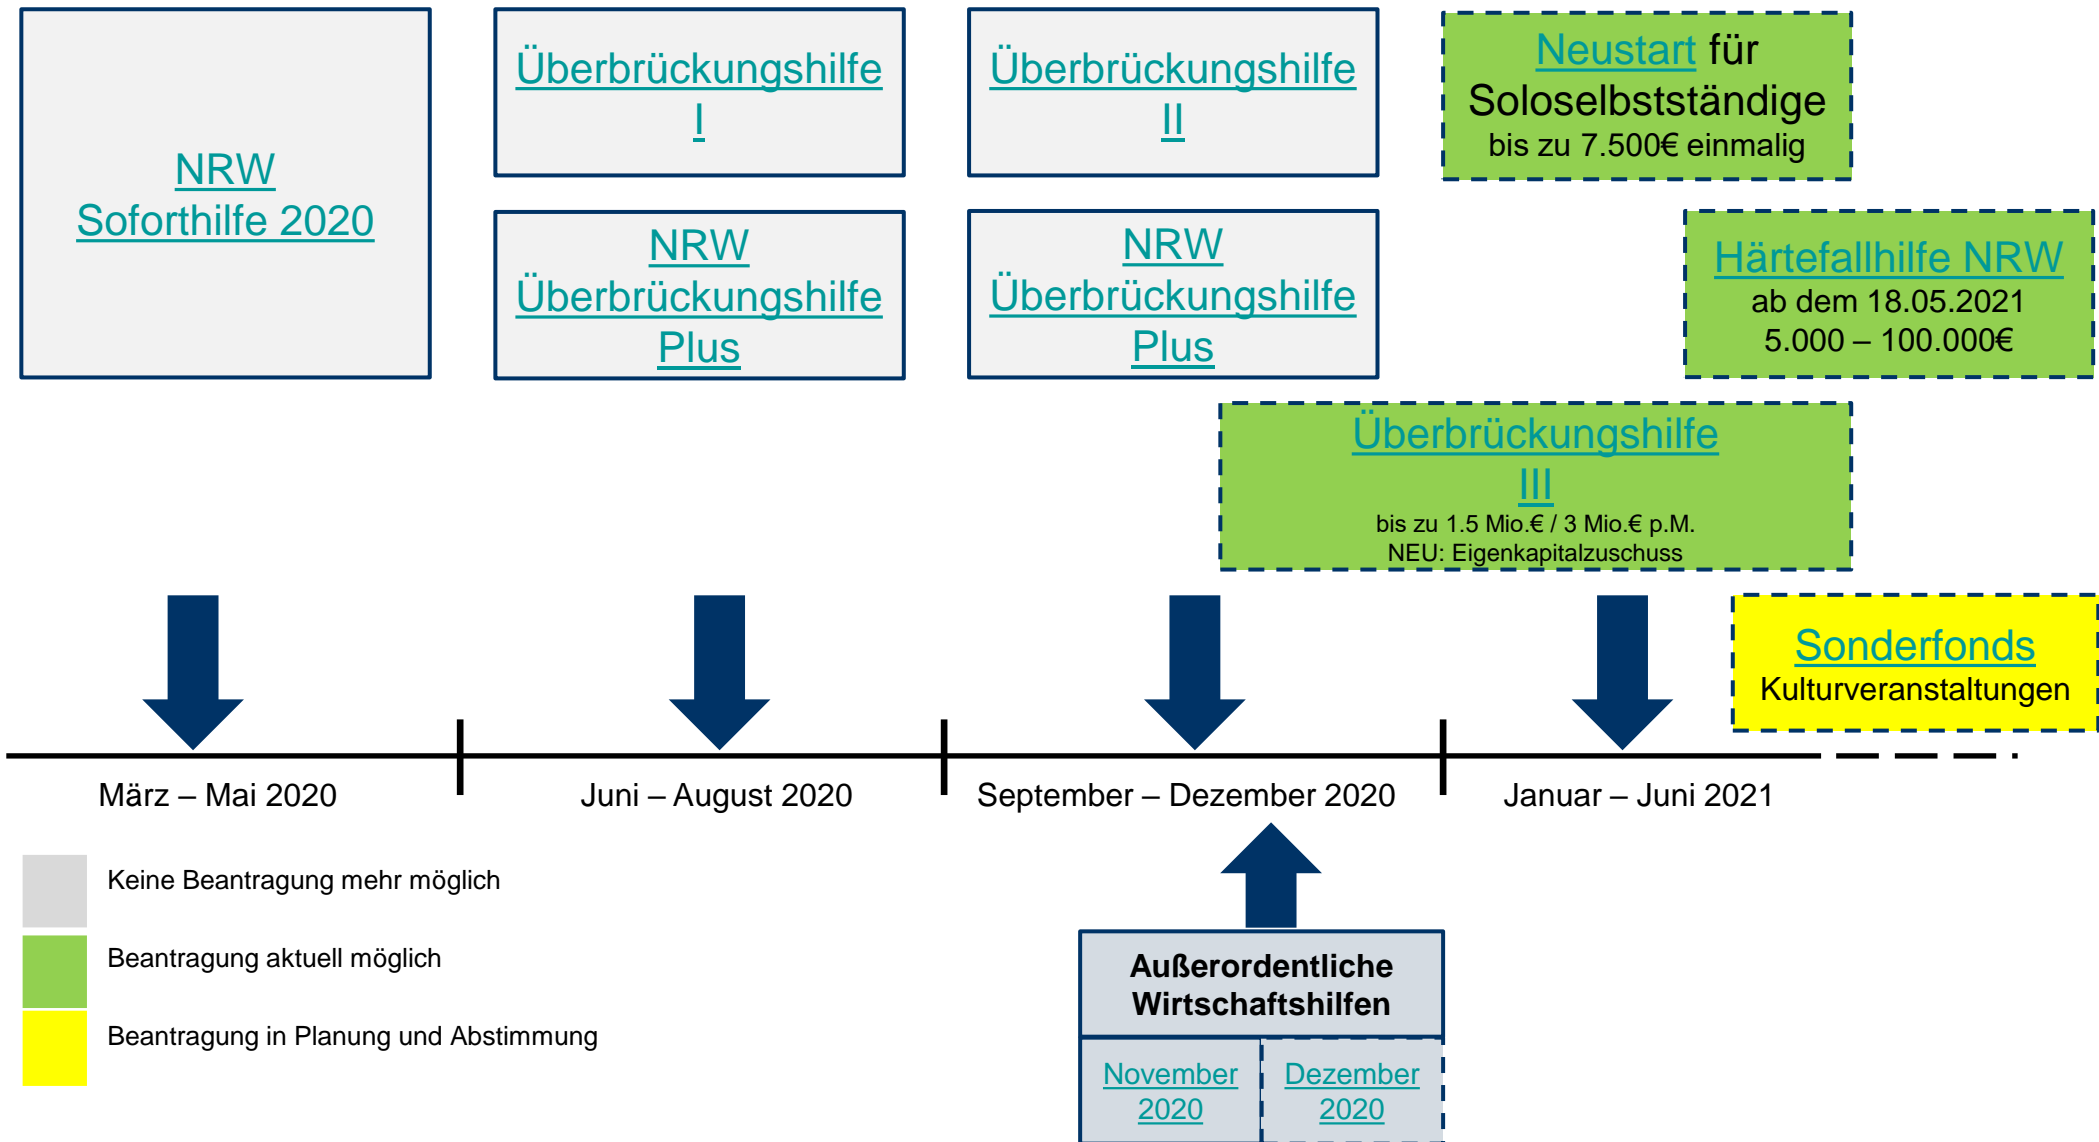 NRW
Soforthilfe 2020
Überbrückungshilfe
I
NRW
Überbrückungshilfe
Plus
Überbrückungshilfe
II
NRW
Überbrückungshilfe
Plus
Neustart für
Soloselbstständige
bis zu 7.500€ einmalig
Härtefallhilfe NRW
ab dem 18.05.2021
5.000 – 100.000€
Überbrückungshilfe
III
bis zu 1.5 Mio.€ / 3 Mio.€ p.M.
NEU: Eigenkapitalzuschuss
Sonderfonds
Kulturveranstaltungen
März – Mai 2020
Juni – August 2020
September – Dezember 2020
Januar – Juni 2021
Keine Beantragung mehr möglich
Beantragung aktuell möglich
Beantragung in Planung und Abstimmung
Außerordentliche
Wirtschaftshilfen
November
2020
Dezember
2020